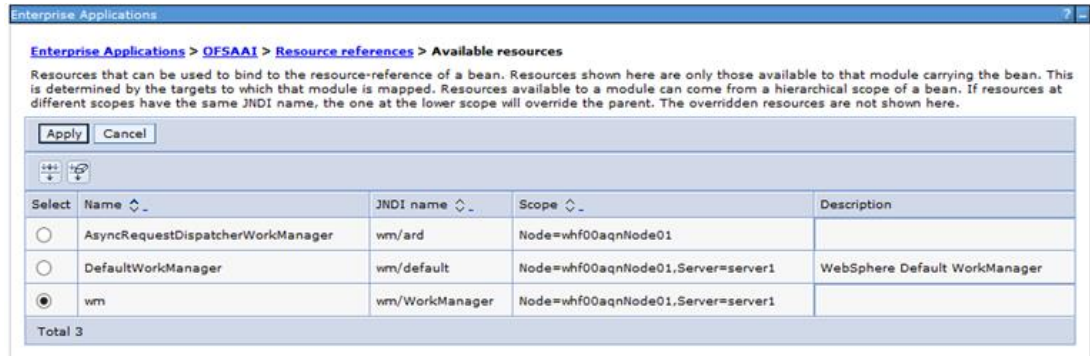 Enterprise Applications ? -
Enterprise Applications > OFSAAI > Resource references > Available resources
Resources that can be used to bind to the resource-reference of a bean. Resources shown here are only those available to that module carrying the bean. This
is determined by the targets to which that module is mapped. Resources available to a module can come from a hierarchical scope of a bean. If resources at
different scopes have the same JNDI name, the one at the lower scope will override the parent. The overridden resources are not shown here.
Apply Cancel
Select Name JNDI name Scope Description
AsyncRequestDispatcherWorkManager wm/ard Node=whf00aqnNode01
DefaultWorkManager wm/default Node=whf00aqnNode01,Server=server1 WebSphere Default WorkManager
wm wm/WorkManager Node=whf00aqnNode01,Server=server1
Total 3